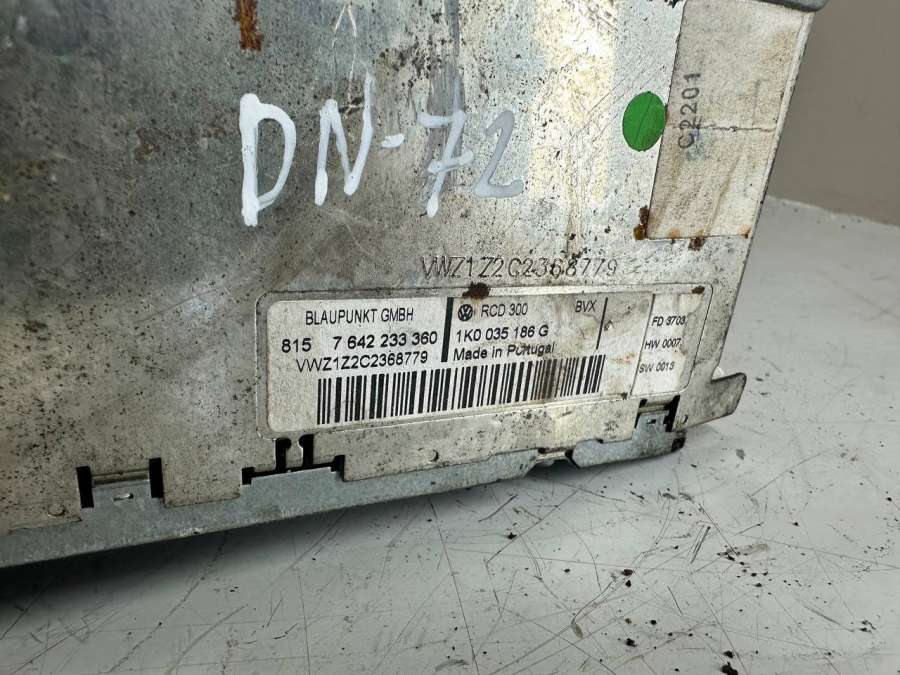 DN-72
C2201
VWZ1Z2C2368779
BLAUPUNKT GMBH
815 7 642 233 360
VWZ1Z2C2368779
RCD 300 BVX
1K0 035 186 G
Made in Portugal
FD 3703
HW 0007
SW 0013